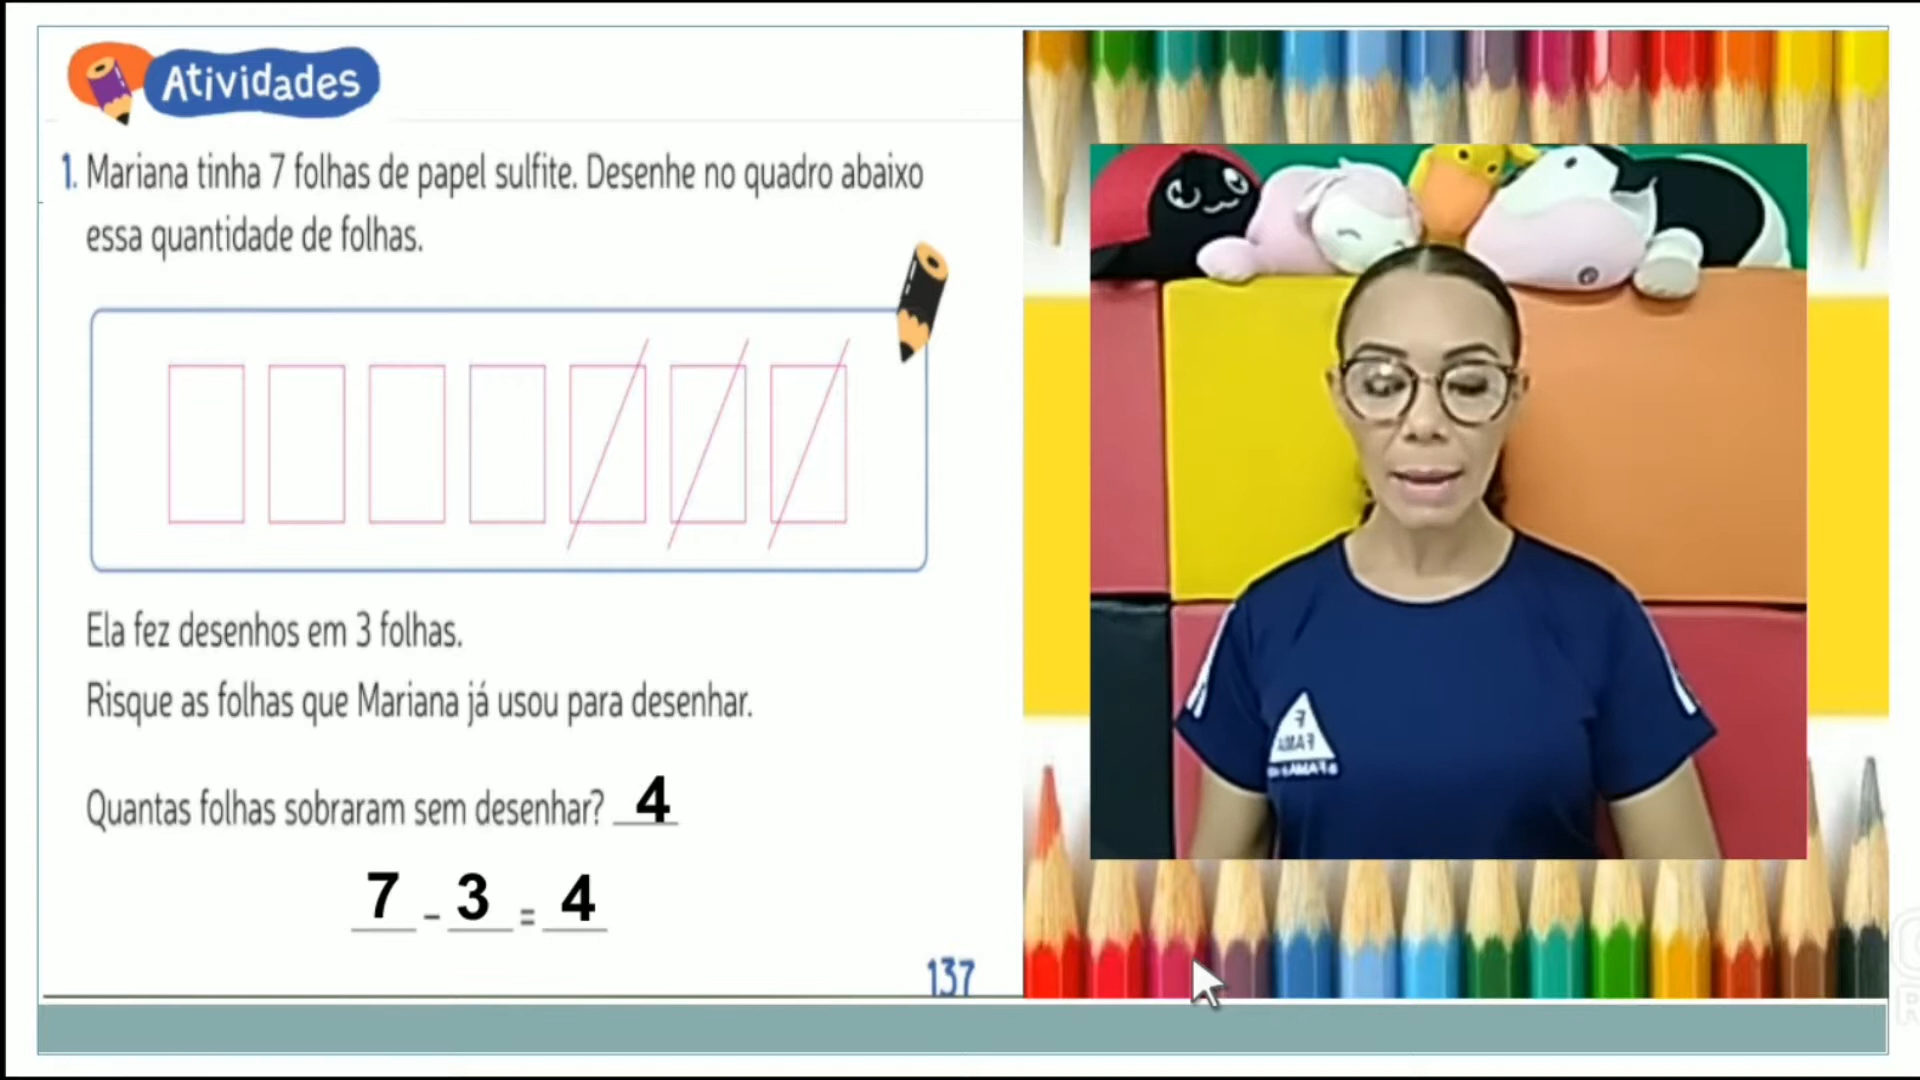 Atividades
1. Mariana tinha 7 folhas de papel sulfite. Desenhe no quadro abaixo
essa quantidade de folhas.
Ela fez desenhos em 3 folhas.
Risque as folhas que Mariana já usou para desenhar.
Quantas folhas sobraram sem desenhar? 4
7 - 3 = 4
137
F
FAMA